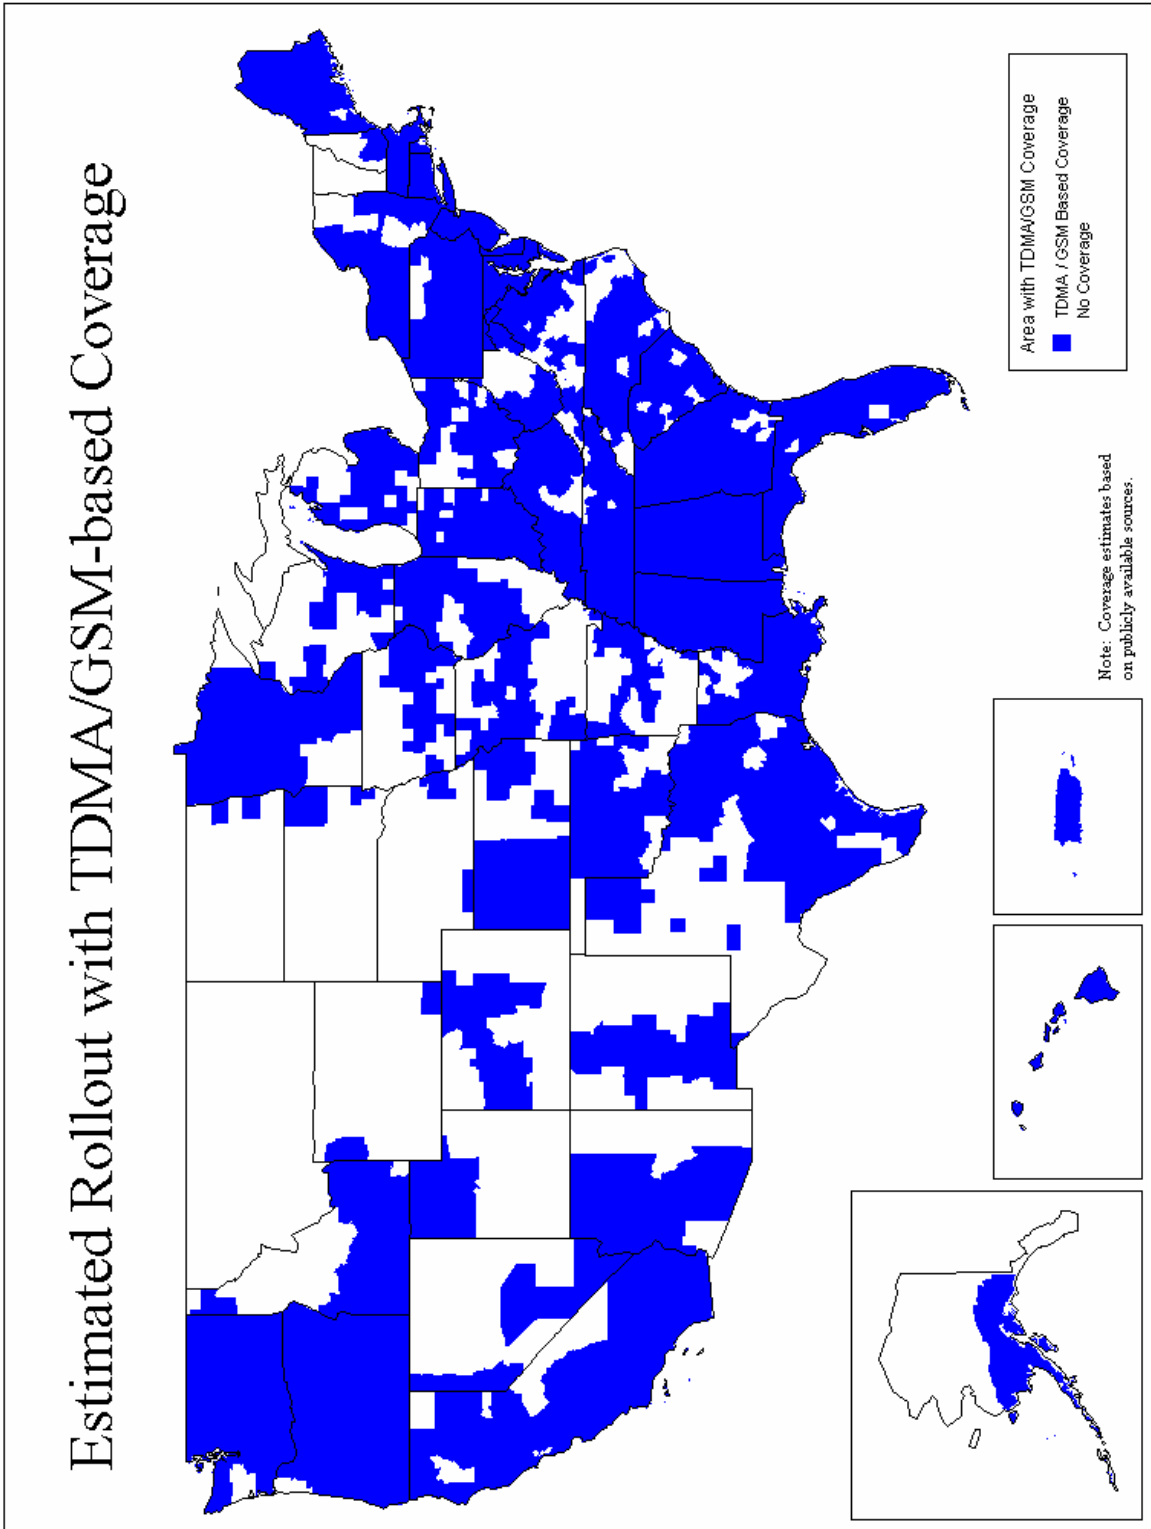 Estimated Rollout with TDMA/GSM-based Coverage
Area with TDMA/GSM Coverage
TDMA / GSM Based Coverage
No Coverage
Note: Coverage estimates based
on publicly available sources.